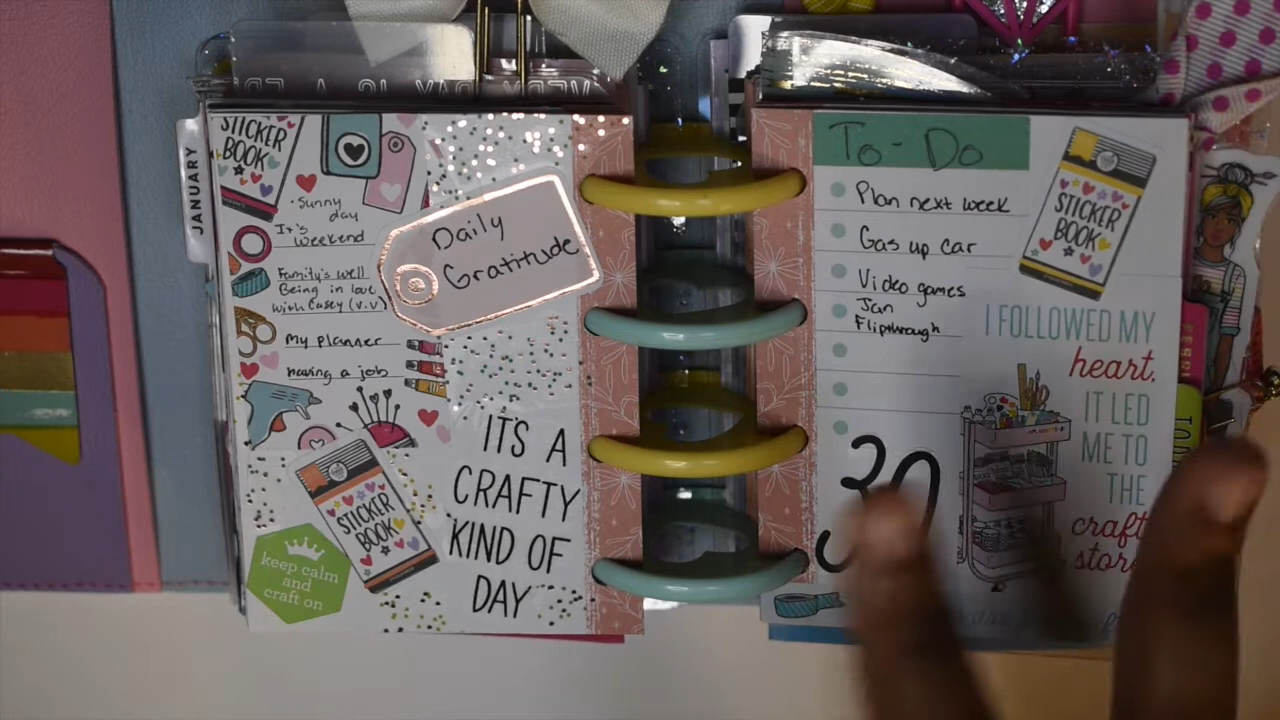 JANUARY
STICKER
BOOK
• Sunny
day
It's
weekend
Family's well
Being in love
with Casey (v.v)
My planner
having a job
Daily
Gratitude
STICKER
BOOK
keep calm
and
craft on
IT'S A
CRAFTY
KIND OF
DAY
To-Do
Plan next week
Gas up car
Video games
Jan
Flipthrough
30
STICKER
BOOK
I FOLLOWED MY
heart.
IT LED
ME TO
THE
craft
store